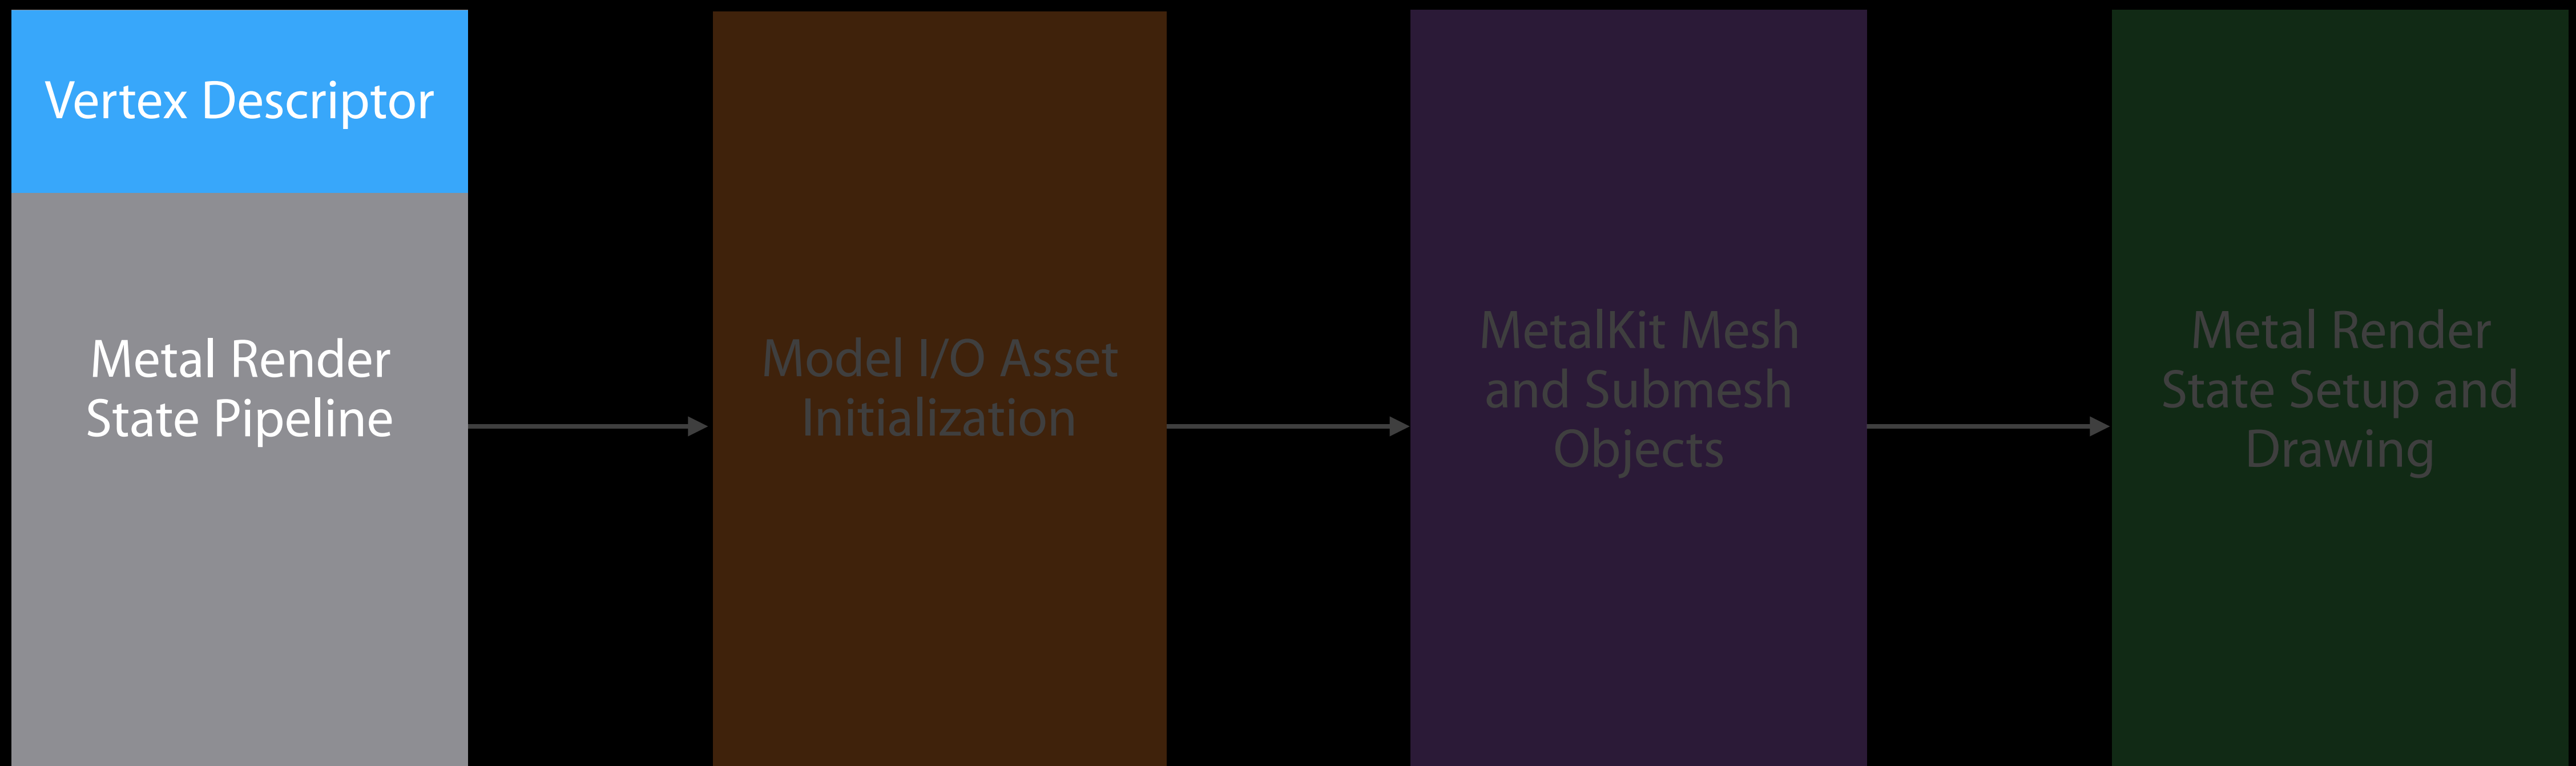 Vertex Descriptor
Metal Render
State Pipeline
Model I/O Asset
Initialization
MetalKit Mesh
and Submesh
Objects
Metal Render
State Setup and
Drawing